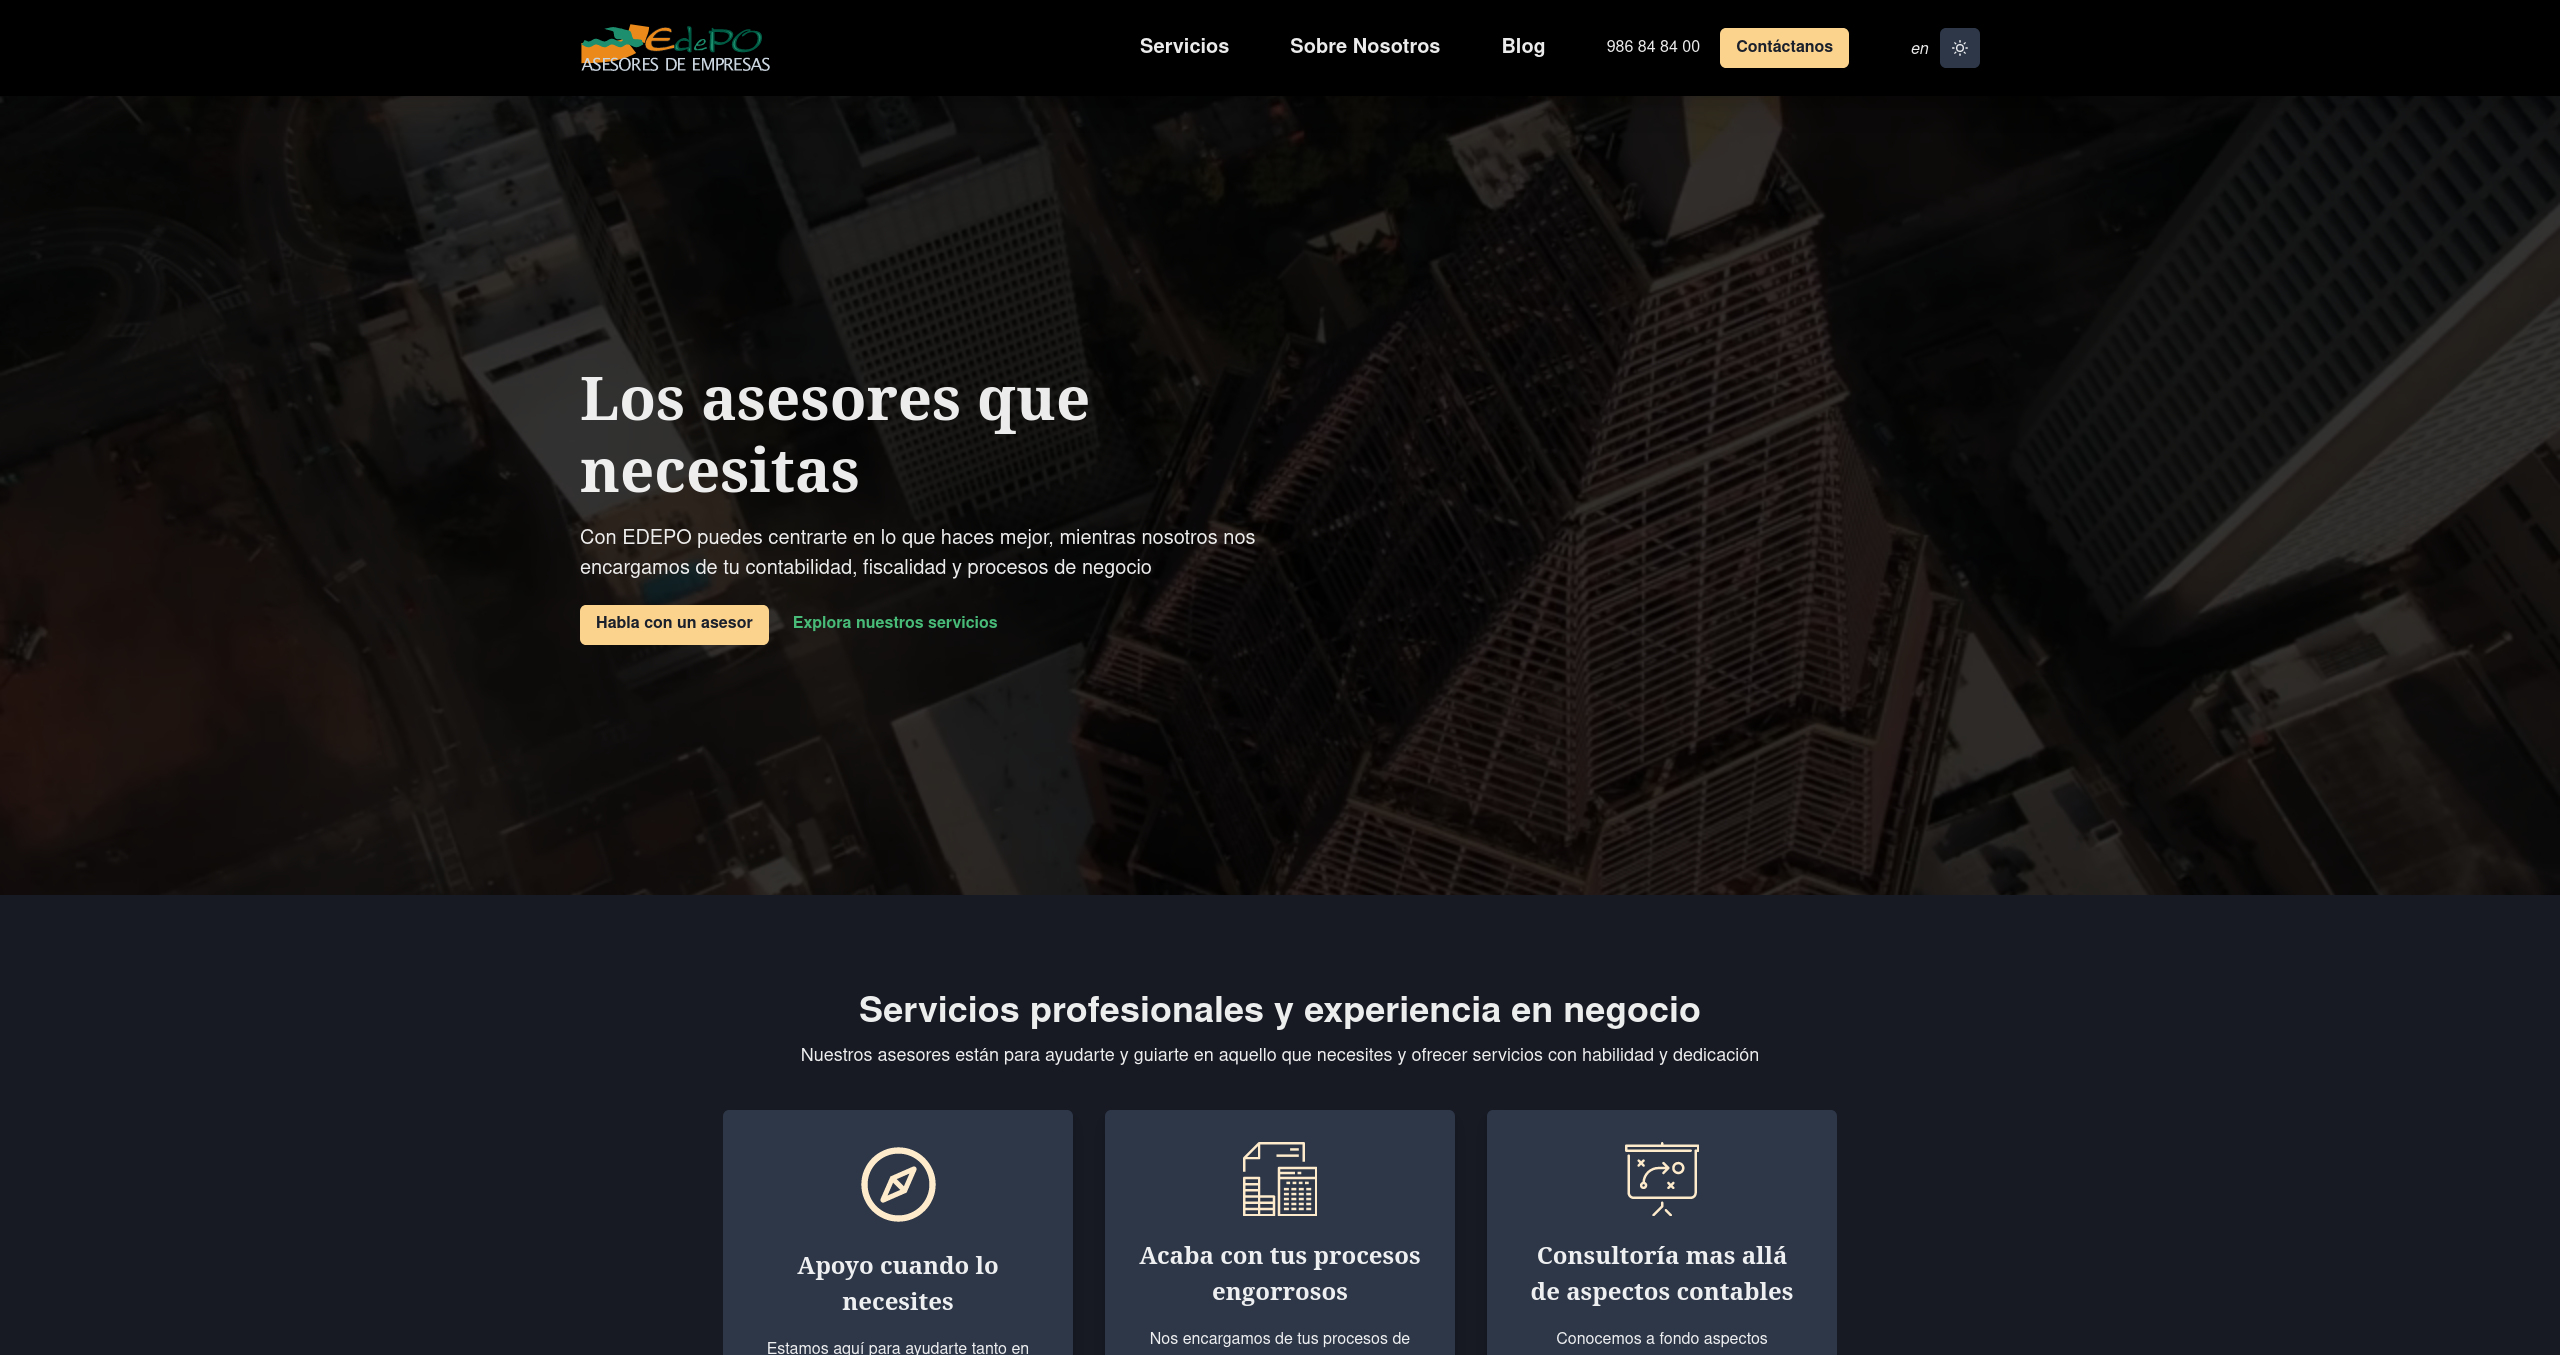 EdePO
ASESORES DE EMPRESAS
Servicios
Sobre Nosotros
Blog
986 84 84 00
Contáctanos
en
Los asesores que
necesitas
Con EDEPO puedes centrarte en lo que haces mejor, mientras nosotros nos
encargamos de tu contabilidad, fiscalidad y procesos de negocio
Habla con un asesor
Explora nuestros servicios
Servicios profesionales y experiencia en negocio
Nuestros asesores están para ayudarte y guiarte en aquello que necesites y ofrecer servicios con habilidad y dedicación
Apoyo cuando lo
necesites
Estamos aquí para ayudarte tanto en
Acaba con tus procesos
engorrosos
Nos encargamos de tus procesos de
Consultoría mas allá
de aspectos contables
Conocemos a fondo aspectos